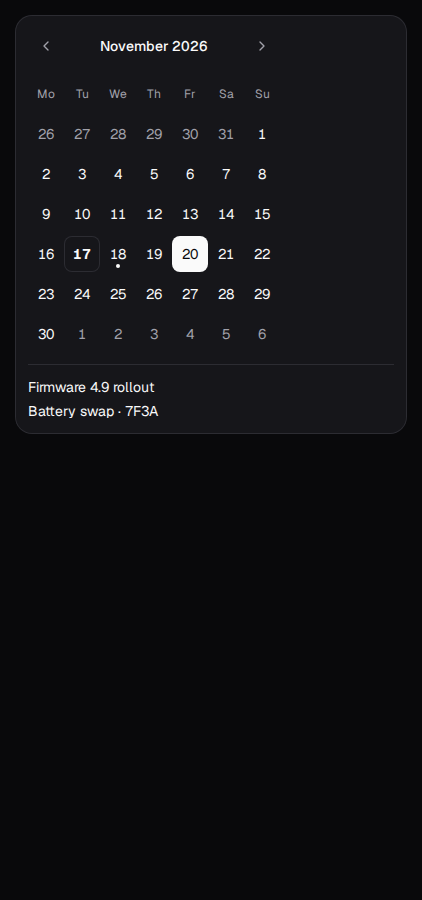 November 2026
Mo Tu We Th Fr Sa Su
26 27 28 29 30 31 1
2 3 4 5 6 7 8
9 10 11 12 13 14 15
16 17 18 19 20 21 22
23 24 25 26 27 28 29
30 1 2 3 4 5 6
Firmware 4.9 rollout
Battery swap · 7F3A